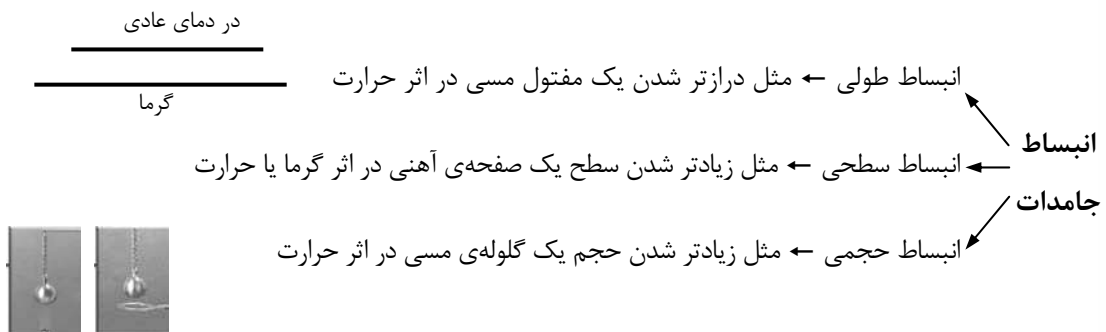 در دمای عادی
گرما
انبساط جامدات
انبساط طولی ← مثل درازتر شدن یک مفتول مسی در اثر حرارت
انبساط سطحی ← مثل زیادتر شدن سطح یک صفحه‌ی آهنی در اثر گرما یا حرارت
انبساط حجمی ← مثل زیادتر شدن حجم یک گلوله‌ی مسی در اثر حرارت